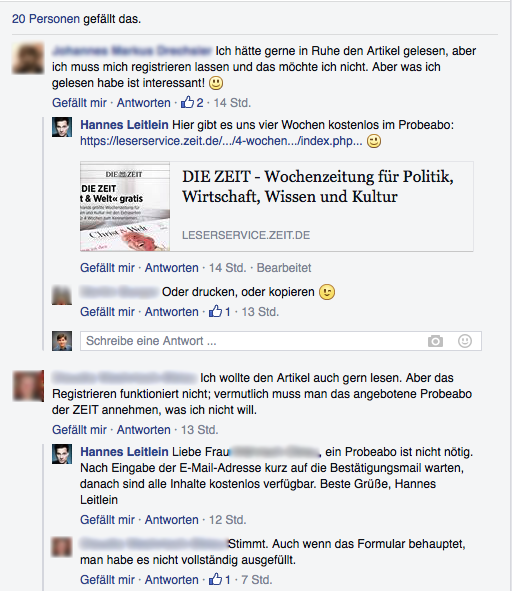 20 Personen gefällt das.
Ich hätte gerne in Ruhe den Artikel gelesen, aber
ich muss mich registrieren lassen und das möchte ich nicht. Aber was ich
gelesen habe ist interessant!
Gefällt mir · Antworten · 2 · 14 Std.
Hannes Leitlein Hier gibt es uns vier Wochen kostenlos im Probeabo:
https://leserservice.zeit.de/.../4-wochen.../index.php...
DIE ZEIT
DIE ZEIT
t & Welt« gratis
Christ & Welt
DIE ZEIT - Wochenzeitung für Politik,
Wirtschaft, Wissen und Kultur
LESERSERVICE.ZEIT.DE
Gefällt mir · Antworten · 14 Std. · Bearbeitet
Oder drucken, oder kopieren
Gefällt mir · Antworten · 1 · 13 Std.
Schreibe eine Antwort ...
Ich wollte den Artikel auch gern lesen. Aber das
Registrieren funktioniert nicht; vermutlich muss man das angebotene Probeabo
der ZEIT annehmen, was ich nicht will.
Gefällt mir · Antworten · 13 Std.
Hannes Leitlein Liebe Frau , ein Probeabo ist nicht nötig.
Nach Eingabe der E-Mail-Adresse kurz auf die Bestätigungsmail warten,
danach sind alle Inhalte kostenlos verfügbar. Beste Grüße, Hannes
Leitlein
Gefällt mir · Antworten · 12 Std.
Stimmt. Auch wenn das Formular behauptet,
man habe es nicht vollständig ausgefüllt.
Gefällt mir · Antworten · 1 · 7 Std.